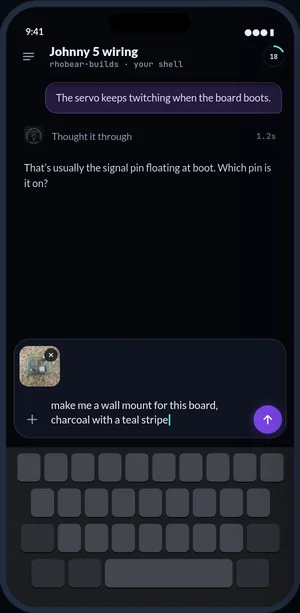 9:41
Johnny 5 wiring
rhobear-builds · your shell
18
The servo keeps twitching when the board boots.
Thought it through
1.2s
That's usually the signal pin floating at boot. Which pin is
it on?
make me a wall mount for this board,
charcoal with a teal stripe